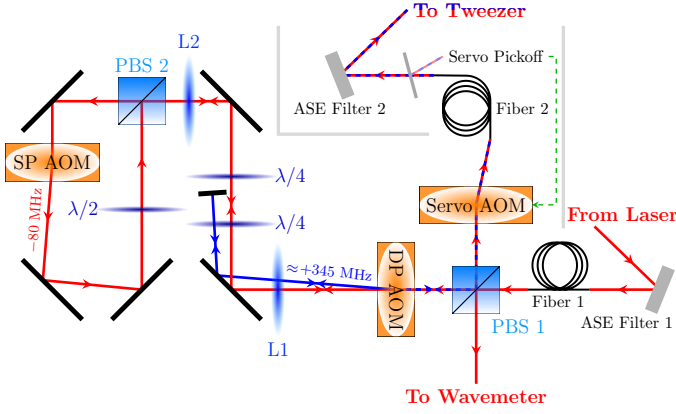 To Tweezer
L2
PBS 2
Servo Pickoff
ASE Filter 2
Fiber 2
SP AOM
λ/4
λ/2
Servo AOM
−80 MHz
λ/4
From Laser
≈+345 MHz
DP AOM
Fiber 1
PBS 1
ASE Filter 1
L1
To Wavemeter